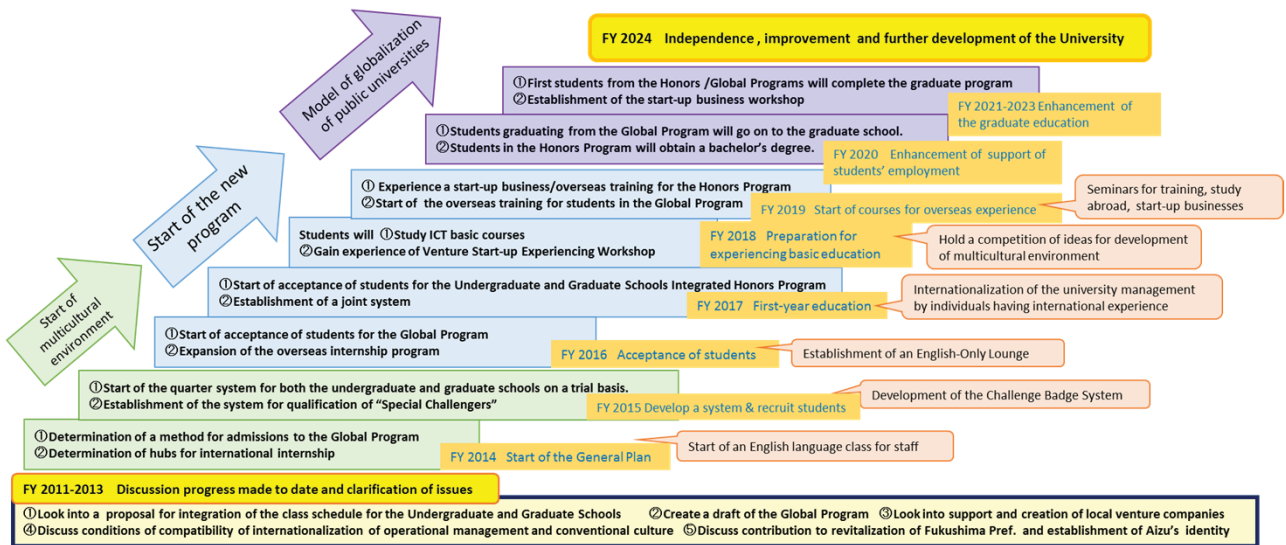 FY 2024 Independence , improvement and further development of the University
Model of globalization
of public universities
①First students from the Honors /Global Programs will complete the graduate program
②Establishment of the start-up business workshop
FY 2021-2023 Enhancement of
the graduate education
①Students graduating from the Global Program will go on to the graduate school.
②Students in the Honors Program will obtain a bachelor's degree.
FY 2020 Enhancement of support of
students' employment
Start of the new
program
① Experience a start-up business/overseas training for the Honors Program
②Start of the overseas training for students in the Global Program
FY 2019 Start of courses for overseas experience
Seminars for training, study
abroad, start-up businesses
Students will ①Study ICT basic courses
②Gain experience of Venture Start-up Experiencing Workshop
FY 2018 Preparation for
experiencing basic education
Hold a competition of ideas for development
of multicultural environment
①Start of acceptance of students for the Undergraduate and Graduate Schools Integrated Honors Program
②Establishment of a joint system
FY 2017 First-year education
Internationalization of the university management
by individuals having international experience
Start of
multicultural
environment
①Start of acceptance of students for the Global Program
②Expansion of the overseas internship program
FY 2016 Acceptance of students
Establishment of an English-Only Lounge
①Start of the quarter system for both the undergraduate and graduate schools on a trial basis.
②Establishment of the system for qualification of "Special Challengers"
FY 2015 Develop a system & recruit students
Development of the Challenge Badge System
①Determination of a method for admissions to the Global Program
②Determination of hubs for international internship
FY 2014 Start of the General Plan
Start of an English language class for staff
FY 2011-2013 Discussion progress made to date and clarification of issues
①Look into a proposal for integration of the class schedule for the Undergraduate and Graduate Schools ②Create a draft of the Global Program ③Look into support and creation of local venture companies
④Discuss conditions of compatibility of internationalization of operational management and conventional culture ⑤Discuss contribution to revitalization of Fukushima Pref. and establishment of Aizu's identity